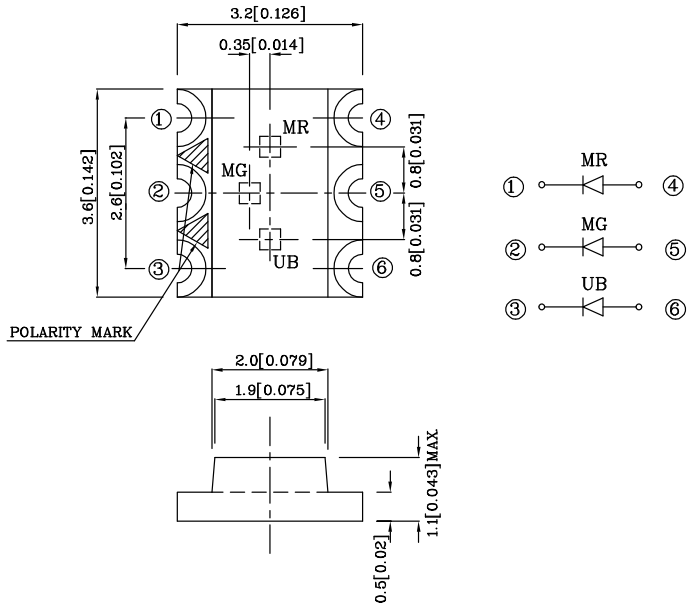 3.2[0.126]
0.35[0.014]
1
MR
4
3.6[0.142]
2.6[0.102]
0.8[0.031]
MG
2
5
0.8[0.031]
3
UB
6
POLARITY MARK
1 MR 4
2 MG 5
3 UB 6
2.0[0.079]
1.9[0.075]
1.1[0.043]MAX.
0.5[0.02]